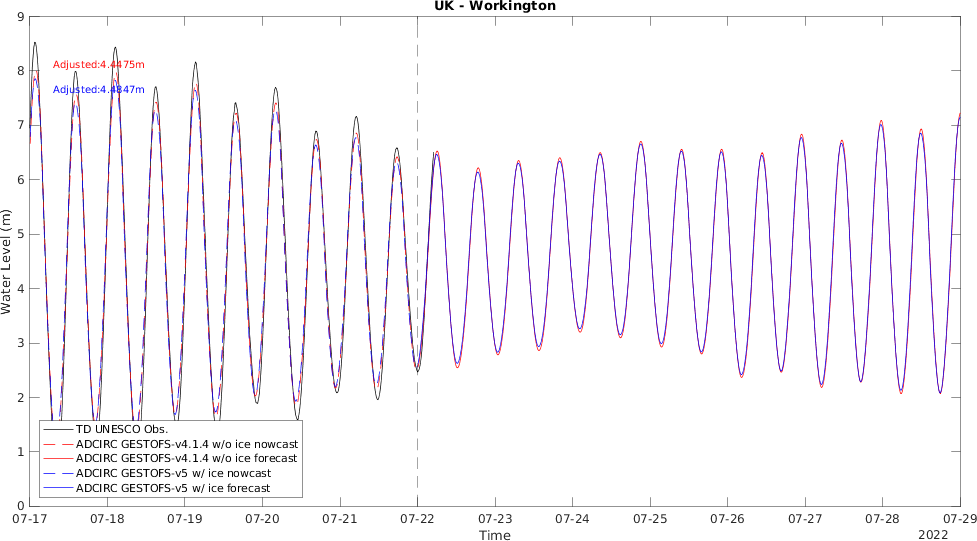 UK - Workington
9
8
7
6
5
4
3
2
1
0
Water Level (m)
Adjusted:4.4475m
Adjusted:4.4847m
TD UNESCO Obs.
ADCIRC GESTOFS-v4.1.4 w/o ice nowcast
ADCIRC GESTOFS-v4.1.4 w/o ice forecast
ADCIRC GESTOFS-v5 w/ ice nowcast
ADCIRC GESTOFS-v5 w/ ice forecast
07-17 07-18 07-19 07-20 07-21 07-22 07-23 07-24 07-25 07-26 07-27 07-28 07-29
Time
2022